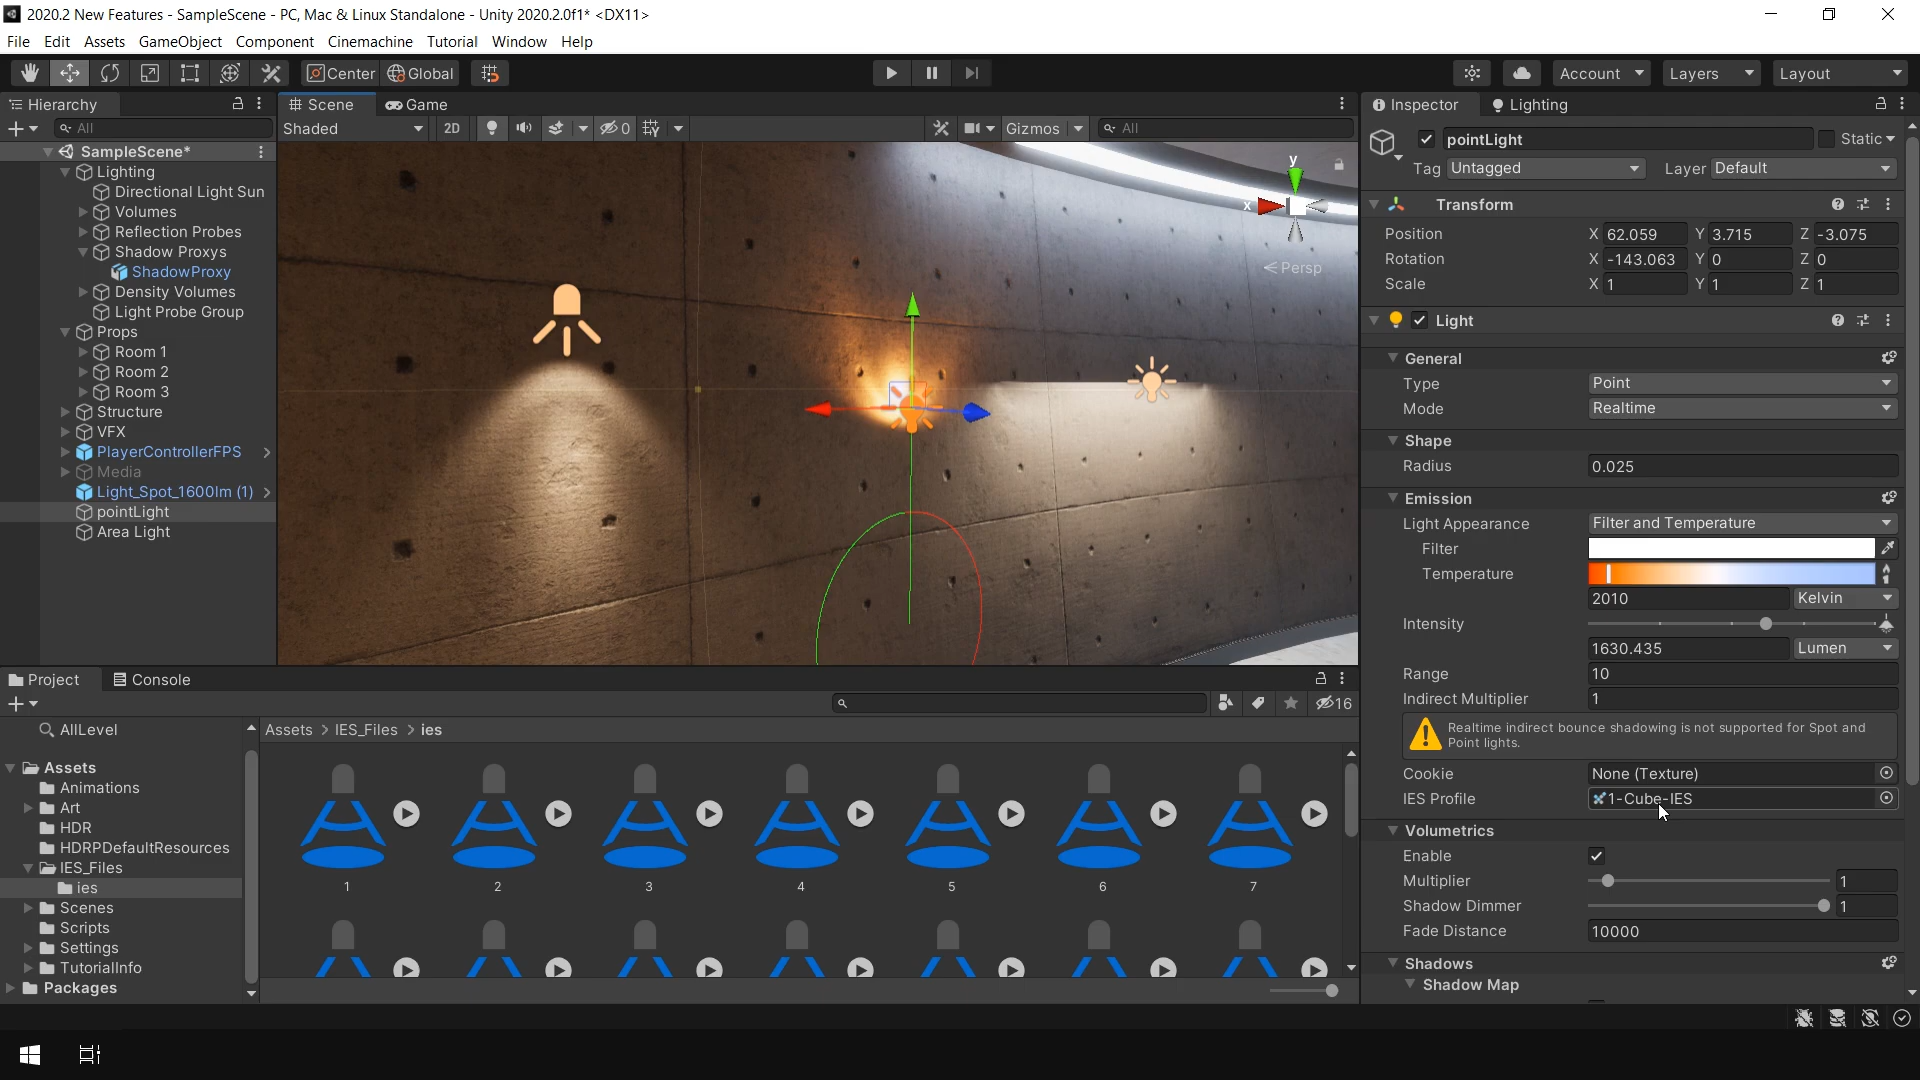 2020.2 New Features - SampleScene - PC, Mac & Linux Standalone - Unity 2020.2.0f1* <DX11>
File Edit Assets GameObject Component Cinemachine Tutorial Window Help
Center Global Account Layers Layout
Hierarchy
All
SampleScene*
Lighting
Directional Light Sun
Volumes
Reflection Probes
Shadow Proxys
ShadowProxy
Density Volumes
Light Probe Group
Props
Room 1
Room 2
Room 3
Structure
VFX
PlayerControllerFPS
Media
Light_Spot_1600lm (1)
pointLight
Area Light
Scene Game
Shaded 2D 0 Gizmos All
y
x
Persp
Inspector Lighting
pointLight Static
Tag Untagged Layer Default
Transform
Position X 62.059 Y 3.715 Z -3.075
Rotation X -143.063 Y 0 Z 0
Scale X 1 Y 1 Z 1
Light
General
Type Point
Mode Realtime
Shape
Radius 0.025
Emission
Light Appearance Filter and Temperature
Filter
Temperature
2010 Kelvin
Intensity
1630.435 Lumen
Range 10
Indirect Multiplier 1
Realtime indirect bounce shadowing is not supported for Spot and
Point lights.
Cookie None (Texture)
IES Profile 1-Cube-IES
Volumetrics
Enable
Multiplier 1
Shadow Dimmer 1
Fade Distance 10000
Shadows
Shadow Map
Project Console
16
AllLevel
Assets
Animations
Art
HDR
HDRPDefaultResources
IES_Files
ies
Scenes
Scripts
Settings
TutorialInfo
Packages
Assets > IES_Files > ies
1 2 3 4 5 6 7